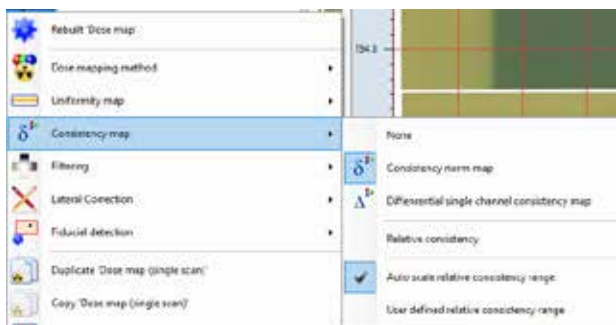 Rebuilt 'Dose map'
Dose mapping method
Uniformity map
Consistency map
Filtering
Lateral Correction
Fiducial detection
Duplicate 'Dose map (single scan)'
Copy 'Dose map (single scan)'
None
Consistency norm map
Differential single channel consistency map
Relative consistency
Auto scale relative consistency range
User defined relative consistency range